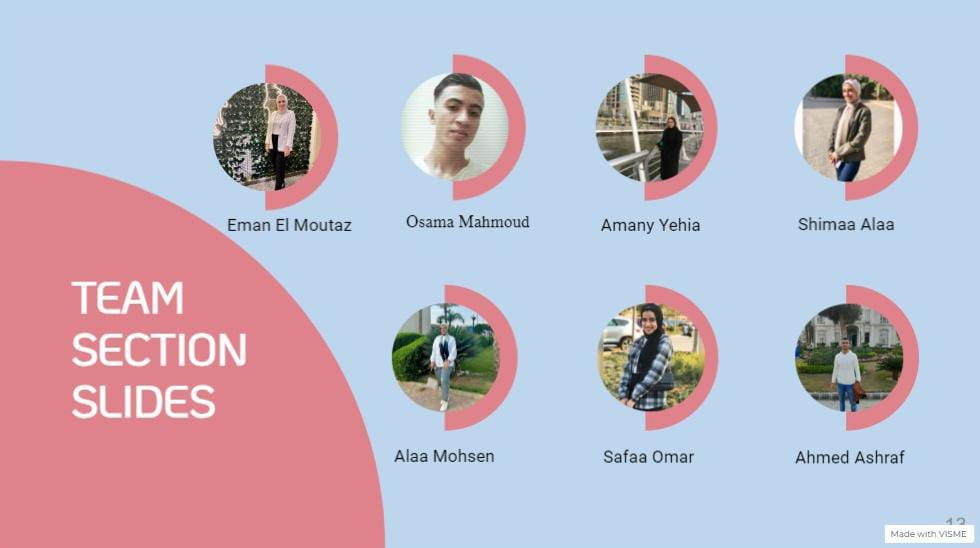 Eman El Moutaz
Osama Mahmoud
Amany Yehia
Shimaa Alaa
TEAM
SECTION
SLIDES
Alaa Mohsen
Safaa Omar
Ahmed Ashraf
13
Made with VISME